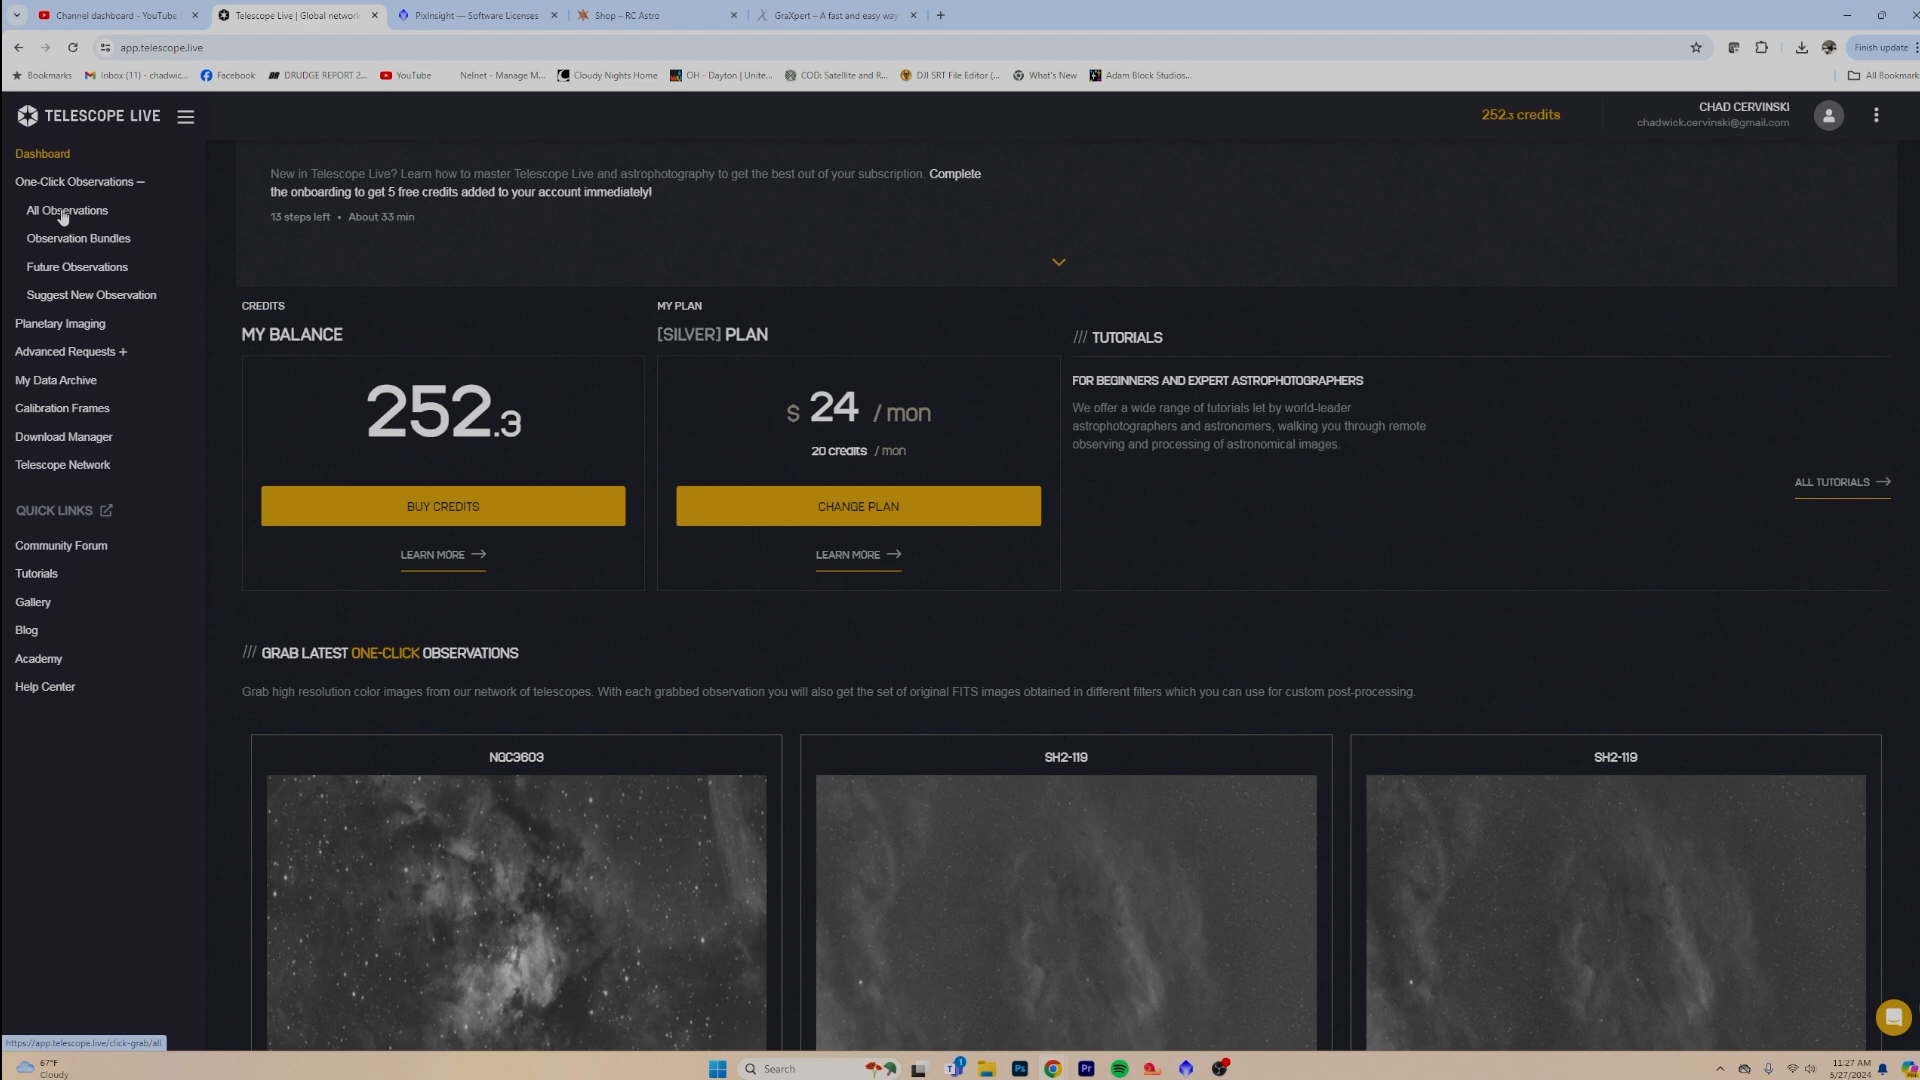 Channel dashboard - YouTube
Telescope Live | Global network
PixInsight — Software Licenses
Shop – RC Astro
GraXpert – A fast and easy way
app.telescope.live
Finish update
Bookmarks
Inbox (11) - chadwic...
Facebook
DRUDGE REPORT 2...
YouTube
Nelnet - Manage M...
Cloudy Nights Home
OH - Dayton | Unite...
COD: Satellite and R...
DJI SRT File Editor (...
What's New
Adam Block Studios...
All Bookmark
TELESCOPE LIVE
252.3 credits
CHAD CERVINSKI
chadwick.cervinski@gmail.com
Dashboard
One-Click Observations –
All Observations
Observation Bundles
Future Observations
Suggest New Observation
Planetary Imaging
Advanced Requests +
My Data Archive
Calibration Frames
Download Manager
Telescope Network
QUICK LINKS
Community Forum
Tutorials
Gallery
Blog
Academy
Help Center
New in Telescope Live? Learn how to master Telescope Live and astrophotography to get the best out of your subscription. Complete
the onboarding to get 5 free credits added to your account immediately!
13 steps left • About 33 min
CREDITS
MY BALANCE
252.3
BUY CREDITS
LEARN MORE
MY PLAN
[SILVER] PLAN
$ 24 / mon
20 credits / mon
CHANGE PLAN
LEARN MORE
/// TUTORIALS
FOR BEGINNERS AND EXPERT ASTROPHOTOGRAPHERS
We offer a wide range of tutorials let by world-leader
astrophotographers and astronomers, walking you through remote
observing and processing of astronomical images.
ALL TUTORIALS
/// GRAB LATEST ONE-CLICK OBSERVATIONS
Grab high resolution color images from our network of telescopes. With each grabbed observation you will also get the set of original FITS images obtained in different filters which you can use for custom post-processing.
NGC3603
SH2-119
SH2-119
https://app.telescope.live/click-grab/all
67°F
Cloudy
Search
1
Ps
Pr
11:27 AM
5/27/2024
PRE